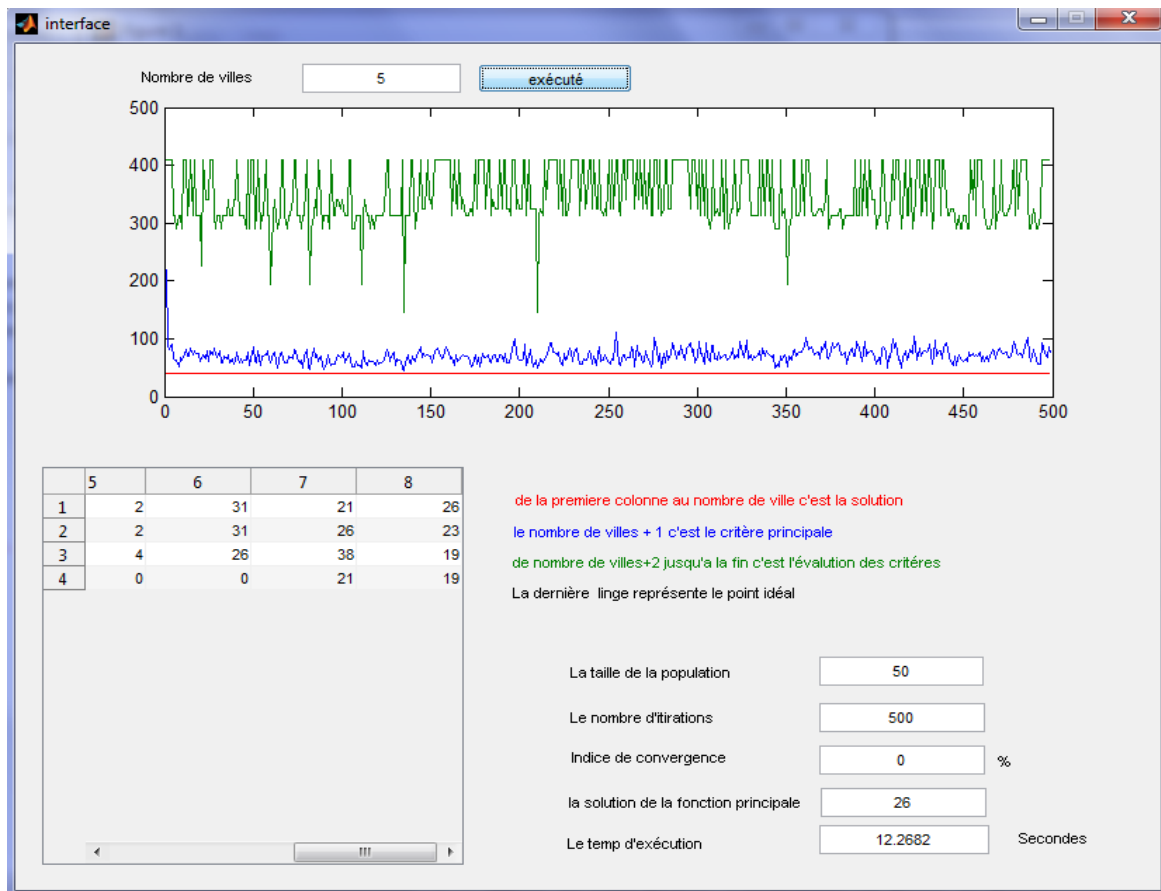 interface
Nombre de villes 5 exécuté
500
400
300
200
100
0
0 50 100 150 200 250 300 350 400 450 500
5 6 7 8
1 2 31 21 26
2 2 31 26 23
3 4 26 38 19
4 0 0 21 19
de la premiere colonne au nombre de ville c'est la solution
le nombre de villes + 1 c'est le critère principale
de nombre de villes+2 jusqu'a la fin c'est l'évalution des critéres
La dernière linge représente le point idéal
La taille de la population 50
Le nombre d'itirations 500
Indice de convergence 0 %
la solution de la fonction principale 26
Le temp d'exécution 12.2682 Secondes